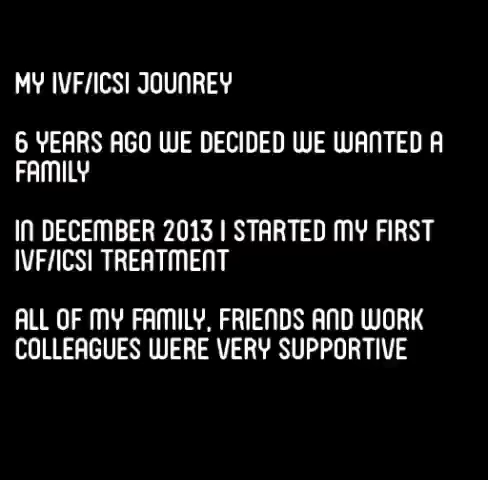 MY IVF/ICSI JOUNREY
6 YEARS AGO WE DECIDED WE WANTED A
FAMILY
IN DECEMBER 2013 I STARTED MY FIRST
IVF/ICSI TREATMENT
ALL OF MY FAMILY, FRIENDS AND WORK
COLLEAGUES WERE VERY SUPPORTIVE